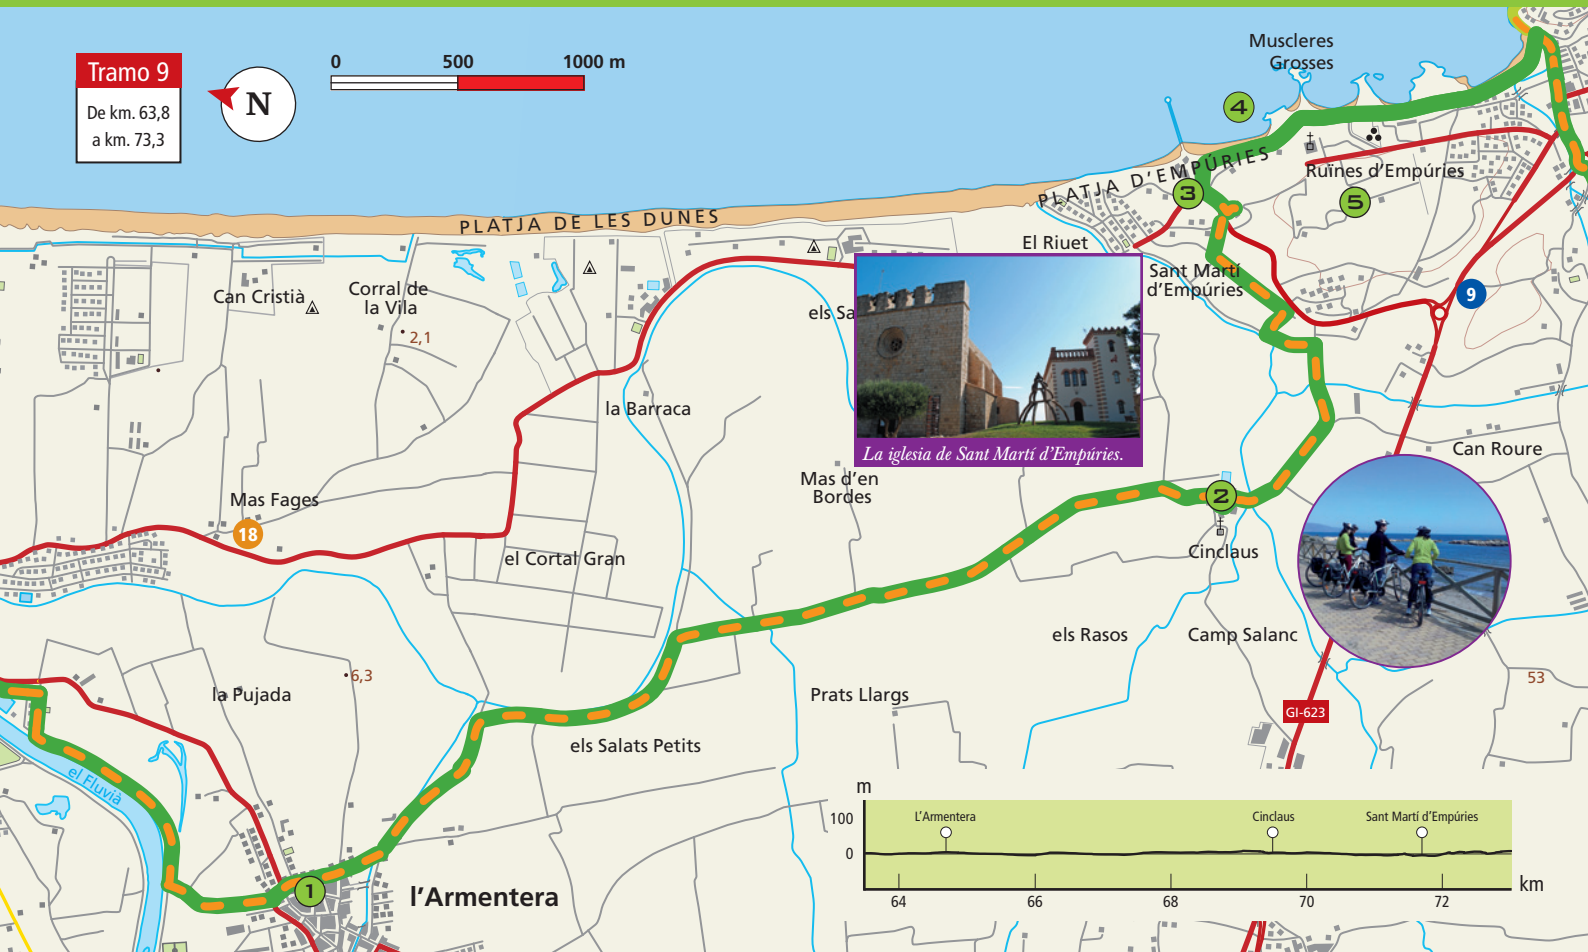 Tramo 9
De km. 63,8
a km. 73,3
N
0 500 1000 m
Muscleres
Grosses
4
PLATJA D'EMPÚRIES
3
Ruïnes d'Empúries
5
PLATJA DE LES DUNES
El Riuet
Sant Martí
d'Empúries
9
Can Cristià
Corral de
la Vila
2,1
els Sa
la Barraca
La iglesia de Sant Martí d'Empúries.
Can Roure
Mas d'en
Bordes
Mas Fages
18
2
el Cortal Gran
Cinclaus
els Rasos
Camp Salanc
6,3
la Pujada
Prats Llargs
53
GI-623
els Salats Petits
el Fluvià
1
l'Armentera
m
100
0
L'Armentera
Cinclaus
Sant Martí d'Empúries
km
64 66 68 70 72